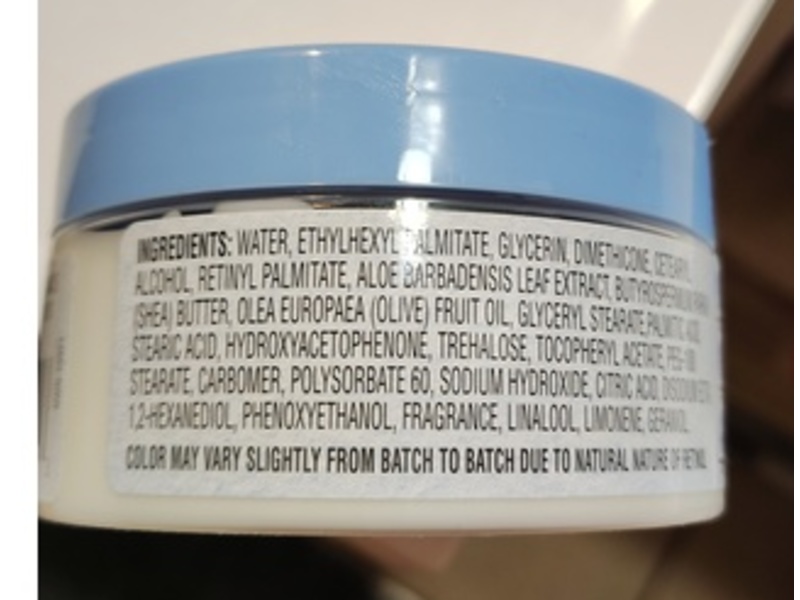 INGREDIENTS: WATER, ETHYLHEXYL PALMITATE, GLYCERIN, DIMETHICONE, CETEARYL
ALCOHOL, RETINYL PALMITATE, ALOE BARBADENSIS LEAF EXTRACT, BUTYROSPERMUM
(SHEA) BUTTER, OLEA EUROPAEA (OLIVE) FRUIT OIL, GLYCERYL STEARATE, PALMITIC ACID,
STEARIC ACID, HYDROXYACETOPHENONE, TREHALOSE, TOCOPHERYL ACETATE, PEG-100
STEARATE, CARBOMER, POLYSORBATE 60, SODIUM HYDROXIDE, CITRIC ACID, DISODIUM
1,2-HEXANEDIOL, PHENOXYETHANOL, FRAGRANCE, LINALOOL, LIMONENE, GERANIOL.
COLOR MAY VARY SLIGHTLY FROM BATCH TO BATCH DUE TO NATURAL NATURE OF RETINOL